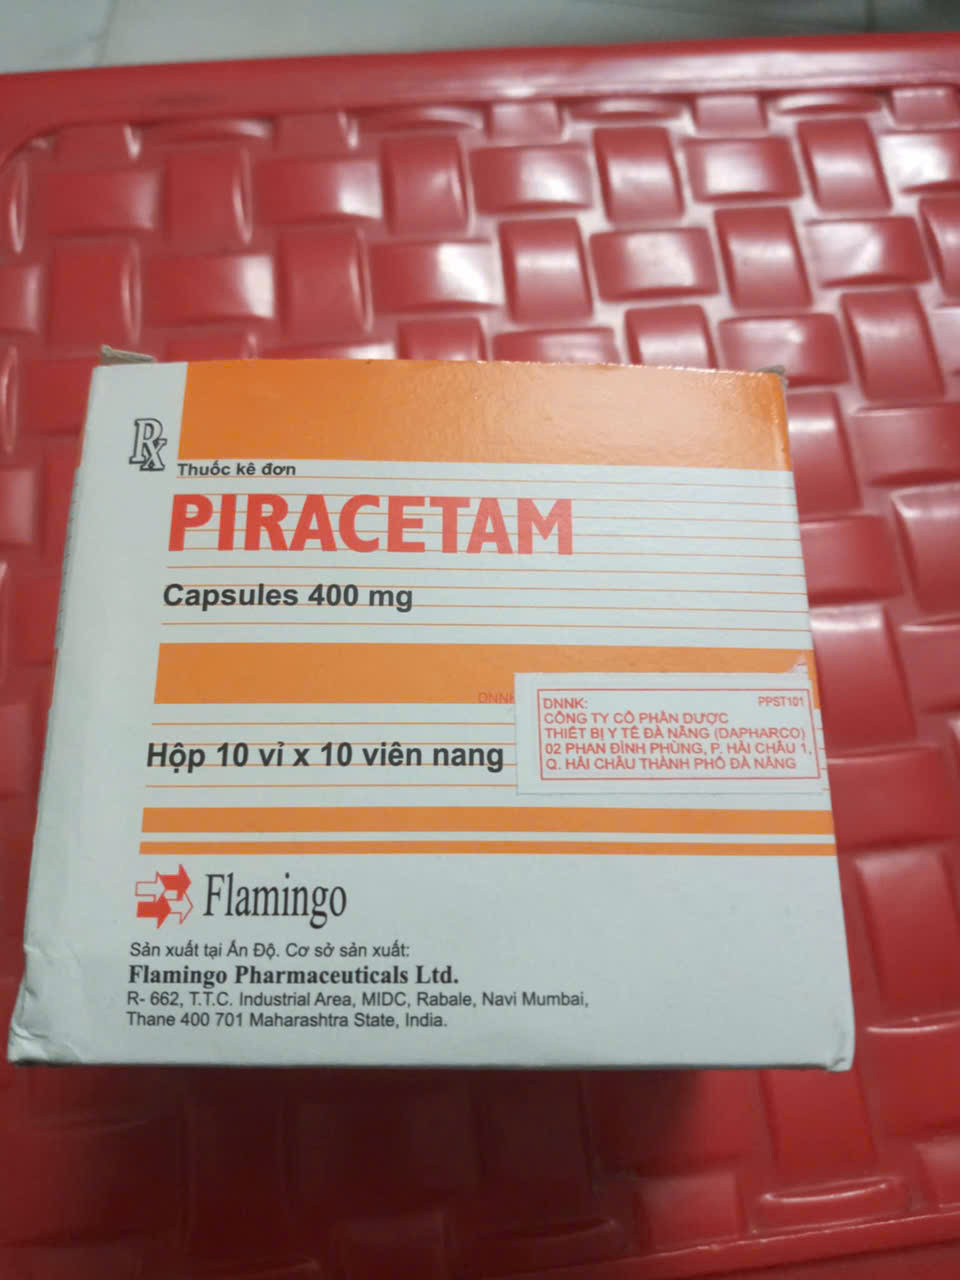 Rx
Thuốc kê đơn
PIRACETAM
Capsules 400 mg
DNNK
DNNK: PPST101
CÔNG TY CỔ PHẦN DƯỢC
THIẾT BỊ Y TẾ ĐÀ NẴNG (DAPHARCO)
02 PHAN ĐÌNH PHÙNG, P. HẢI CHÂU 1,
Q. HẢI CHÂU THÀNH PHỐ ĐÀ NẴNG
Hộp 10 vỉ x 10 viên nang
Flamingo
Sản xuất tại Ấn Độ. Cơ sở sản xuất:
Flamingo Pharmaceuticals Ltd.
R- 662, T.T.C. Industrial Area, MIDC, Rabale, Navi Mumbai,
Thane 400 701 Maharashtra State, India.